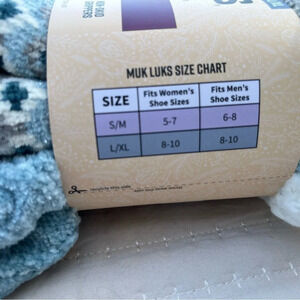 SLIPPERS
MUK LUKS SIZE CHART
SIZE
Fits Women's
Shoe Sizes
Fits Men's
Shoe Sizes
S/M 5-7 6-8
L/XL 8-10 8-10